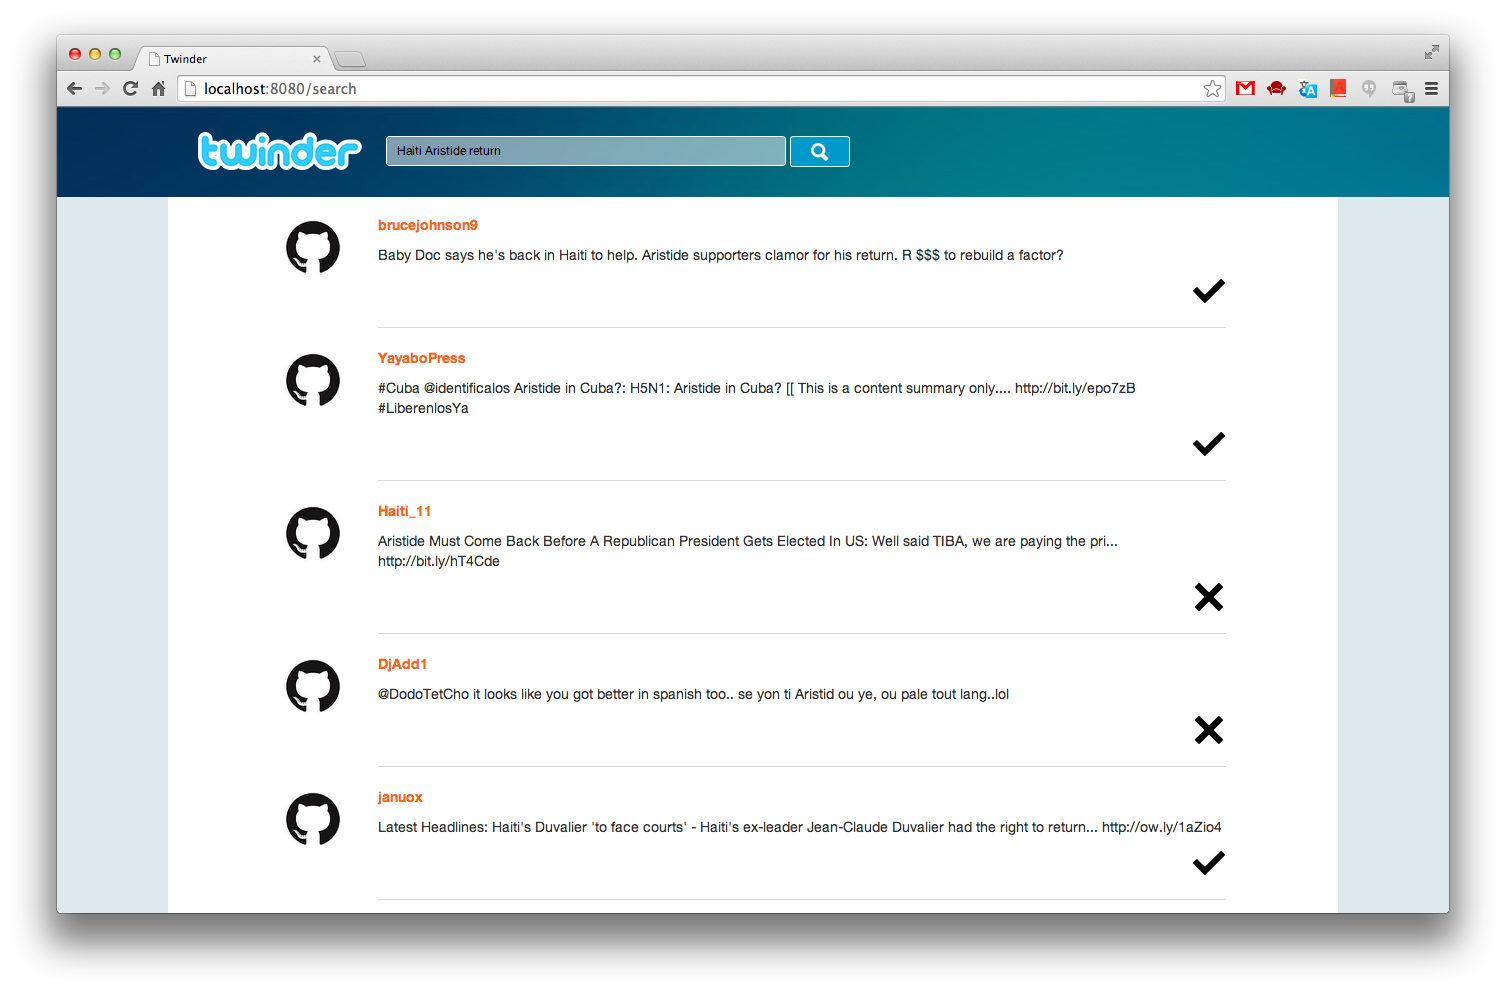 Twinder
localhost:8080/search
twinder
Haiti Aristide return
brucejohnson9
Baby Doc says he's back in Haiti to help. Aristide supporters clamor for his return. R $$$ to rebuild a factor?
YayaboPress
#Cuba @identificalos Aristide in Cuba?: H5N1: Aristide in Cuba? [[ This is a content summary only.... http://bit.ly/epo7zB
#LiberenlosYa
Haiti_11
Aristide Must Come Back Before A Republican President Gets Elected In US: Well said TIBA, we are paying the pri...
http://bit.ly/hT4Cde
DjAdd1
@DodoTetCho it looks like you got better in spanish too.. se yon ti Aristid ou ye, ou pale tout lang..lol
januox
Latest Headlines: Haiti's Duvalier 'to face courts' - Haiti's ex-leader Jean-Claude Duvalier had the right to return... http://ow.ly/1aZio4